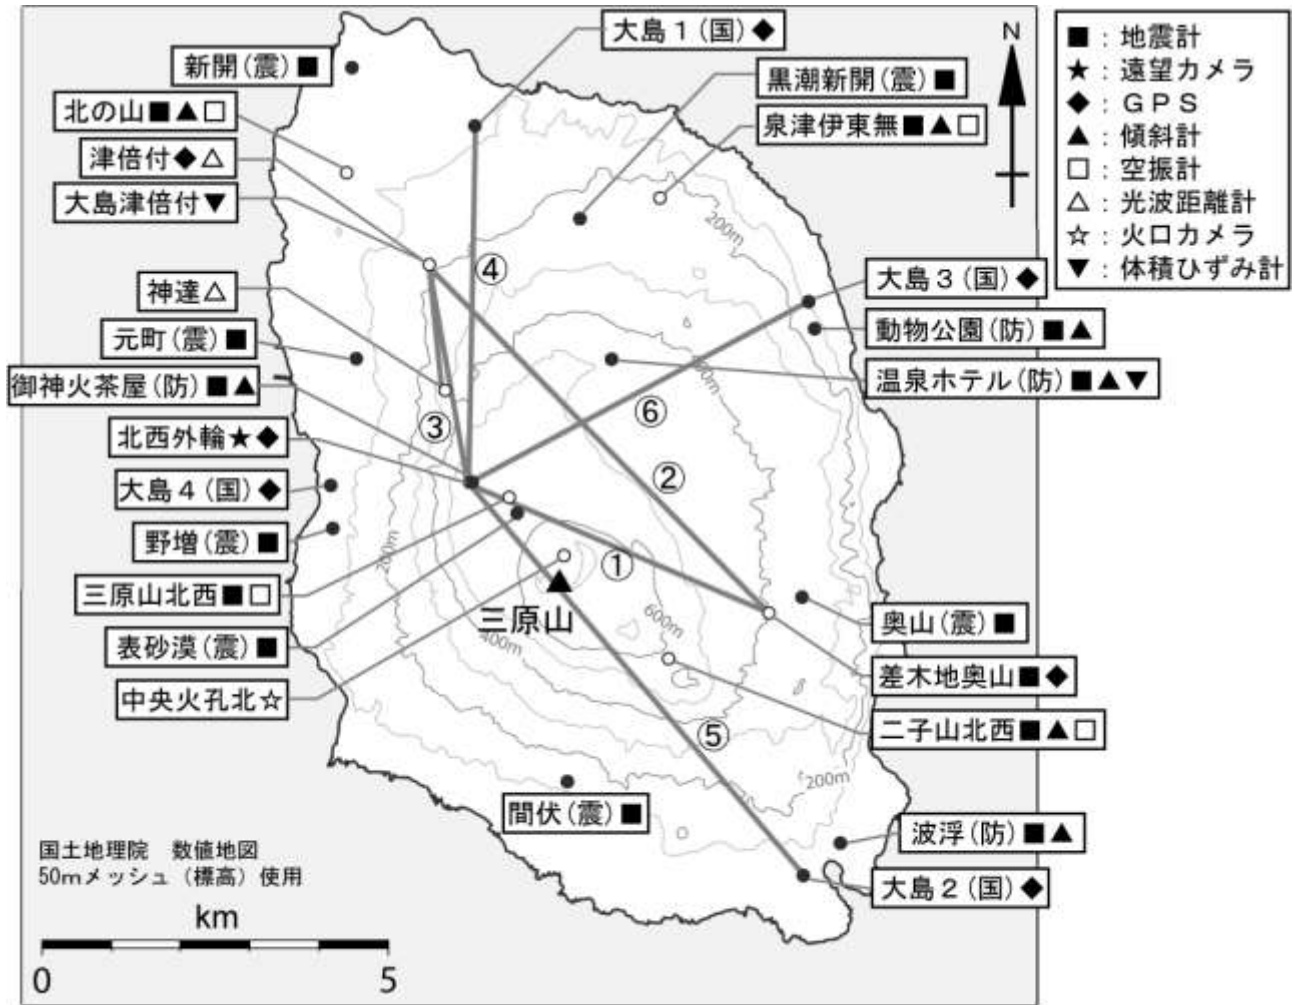 大島1(国)◆
N
■:地震計
★:遠望カメラ
◆:GPS
▲:傾斜計
□:空振計
△:光波距離計
☆:火口カメラ
▼:体積ひずみ計
新開(震)■
黒潮新開(震)■
北の山■▲□
泉津伊東無■▲□
津倍付◆△
大島津倍付▼
200m
④
大島3(国)◆
神達△
動物公園(防)■▲
元町(震)■
温泉ホテル(防)■▲▼
御神火茶屋(防)■▲
⑥
③
北西外輪★◆
②
大島4(国)◆
野増(震)■
200m
①
三原山北西■□
三原山
600m
奥山(震)■
表砂漠(震)■
400m
差木地奥山■◆
中央火孔北☆
二子山北西■▲□
⑤
200m
間伏(震)■
波浮(防)■▲
大島2(国)◆
国土地理院 数値地図
50mメッシュ(標高)使用
km
0 5